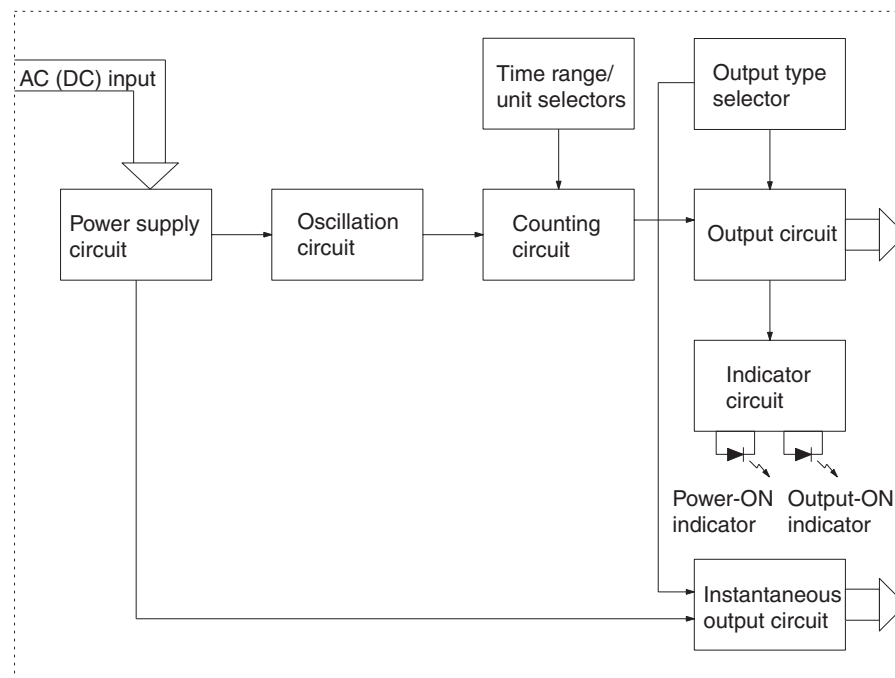 AC (DC) input
Time range/
unit selectors
Output type
selector
Power supply
circuit
Oscillation
circuit
Counting
circuit
Output circuit
Indicator
circuit
Power-ON
indicator
Output-ON
indicator
Instantaneous
output circuit